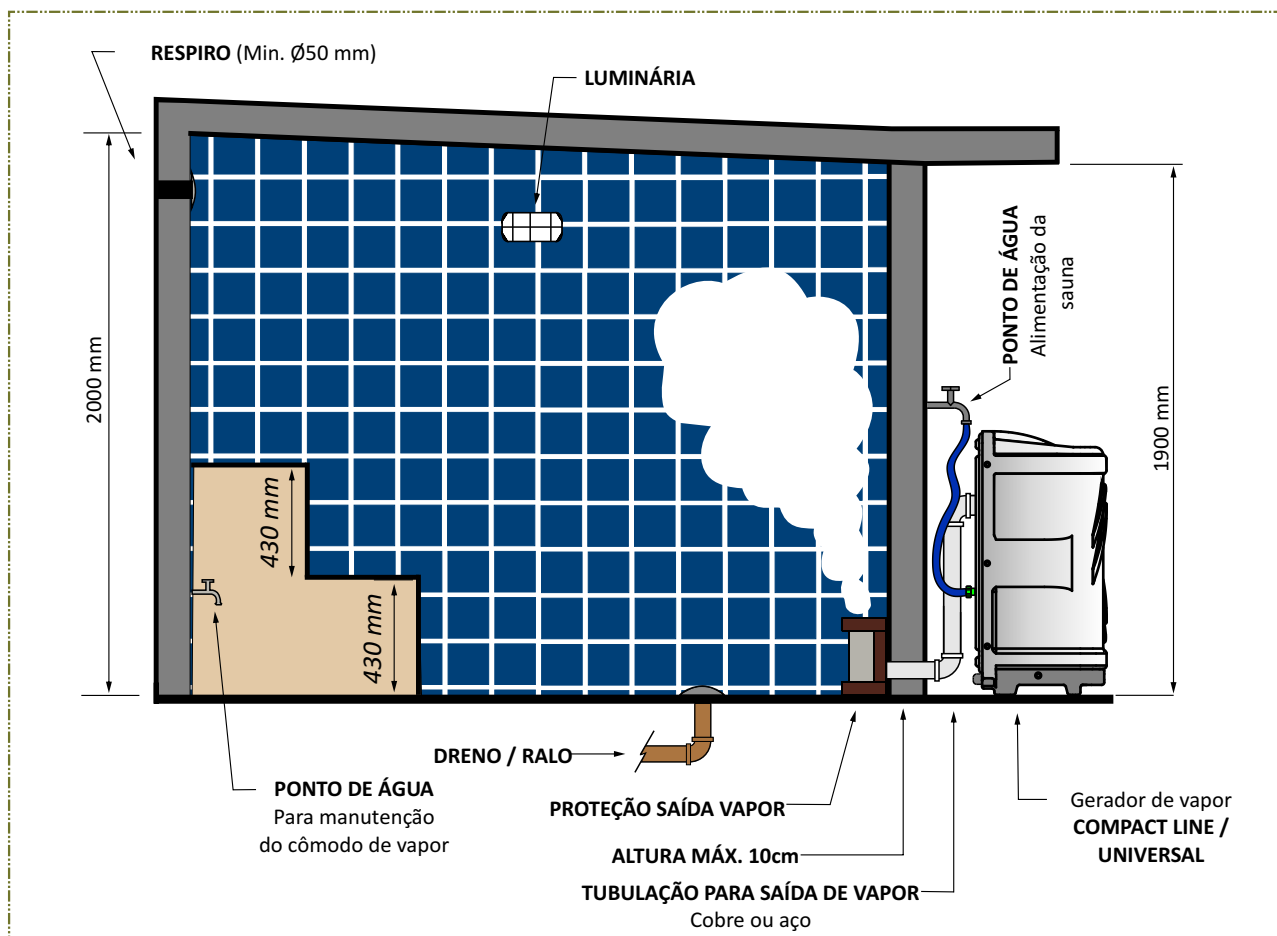 RESPIRO (Min. Ø50 mm)
LUMINÁRIA
2000 mm
PONTO DE ÁGUA
Alimentação da
sauna
1900 mm
430 mm
430 mm
DRENO / RALO
PONTO DE ÁGUA
Para manutenção
do cômodo de vapor
PROTEÇÃO SAÍDA VAPOR
ALTURA MÁX. 10cm
TUBULAÇÃO PARA SAÍDA DE VAPOR
Cobre ou aço
Gerador de vapor
COMPACT LINE /
UNIVERSAL